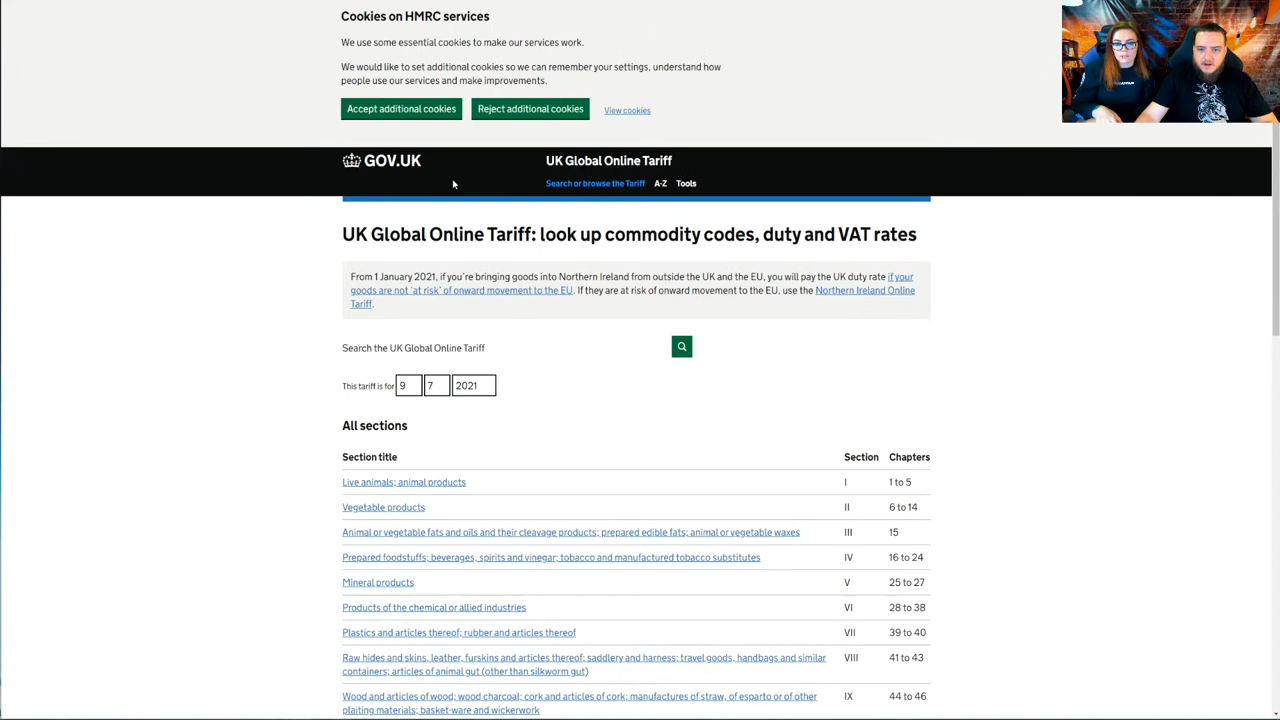 Cookies on HMRC services
We use some essential cookies to make our services work.
We would like to set additional cookies so we can remember your settings, understand how
people use our services and make improvements.
Accept additional cookies
Reject additional cookies
View cookies
GOV.UK
UK Global Online Tariff
Search or browse the Tariff
A-Z
Tools
UK Global Online Tariff: look up commodity codes, duty and VAT rates
From 1 January 2021, if you're bringing goods into Northern Ireland from outside the UK and the EU, you will pay the UK duty rate if your
goods are not 'at risk' of onward movement to the EU. If they are at risk of onward movement to the EU, use the Northern Ireland Online
Tariff.
Search the UK Global Online Tariff
This tariff is for 9 7 2021
All sections
Section title Section Chapters
Live animals; animal products I 1 to 5
Vegetable products II 6 to 14
Animal or vegetable fats and oils and their cleavage products; prepared edible fats; animal or vegetable waxes III 15
Prepared foodstuffs; beverages, spirits and vinegar; tobacco and manufactured tobacco substitutes IV 16 to 24
Mineral products V 25 to 27
Products of the chemical or allied industries VI 28 to 38
Plastics and articles thereof; rubber and articles thereof VII 39 to 40
Raw hides and skins, leather, furskins and articles thereof; saddlery and harness; travel goods, handbags and similar VIII 41 to 43
containers; articles of animal gut (other than silkworm gut)
Wood and articles of wood; wood charcoal; cork and articles of cork; manufactures of straw, of esparto or of other IX 44 to 46
plaiting materials; basket-ware and wickerwork